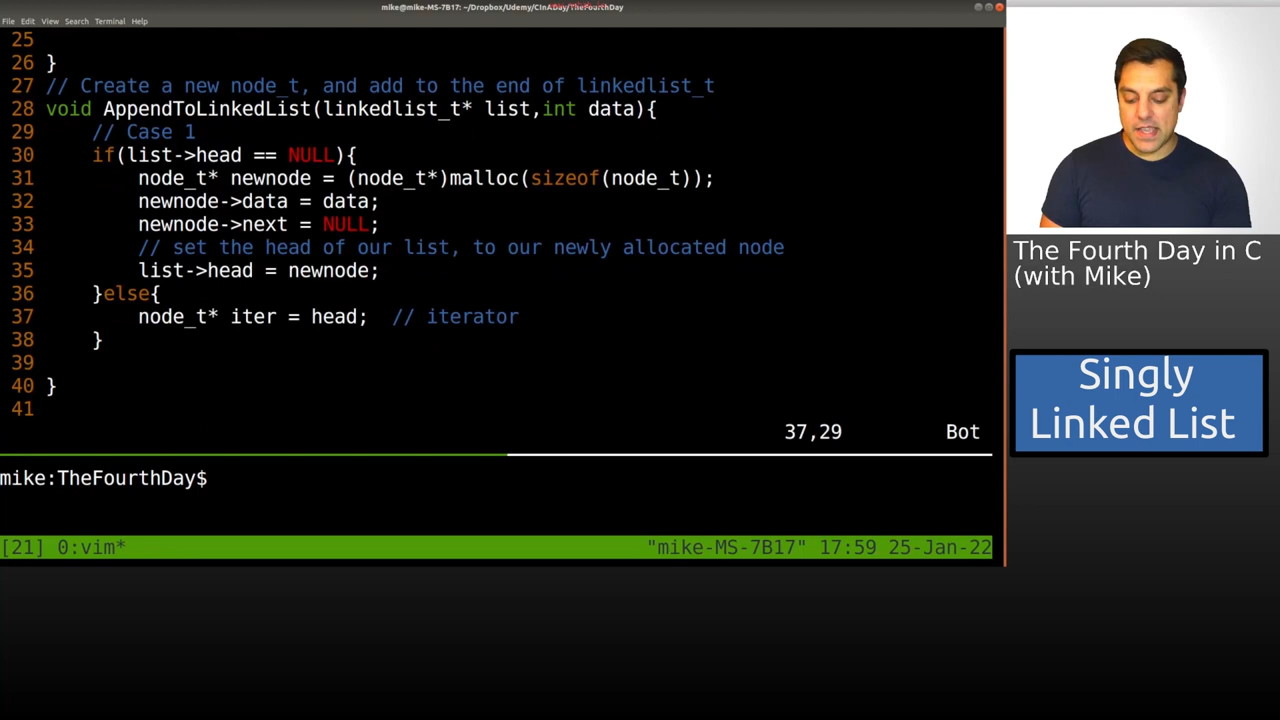 mike@mike-MS-7B17: ~/Dropbox/Udemy/CInADay/TheFourthDay
File Edit View Search Terminal Help
25
26 }
27 // Create a new node_t, and add to the end of linkedlist_t
28 void AppendToLinkedList(linkedlist_t* list,int data){
29     // Case 1
30     if(list->head == NULL){
31         node_t* newnode = (node_t*)malloc(sizeof(node_t));
32         newnode->data = data;
33         newnode->next = NULL;
34         // set the head of our list, to our newly allocated node
35         list->head = newnode;
36     }else{
37         node_t* iter = head;  // iterator
38     }
39
40 }
41
37,29 Bot
mike:TheFourthDay$
[21] 0:vim* "mike-MS-7B17" 17:59 25-Jan-22
The Fourth Day in C
(with Mike)
Singly
Linked List